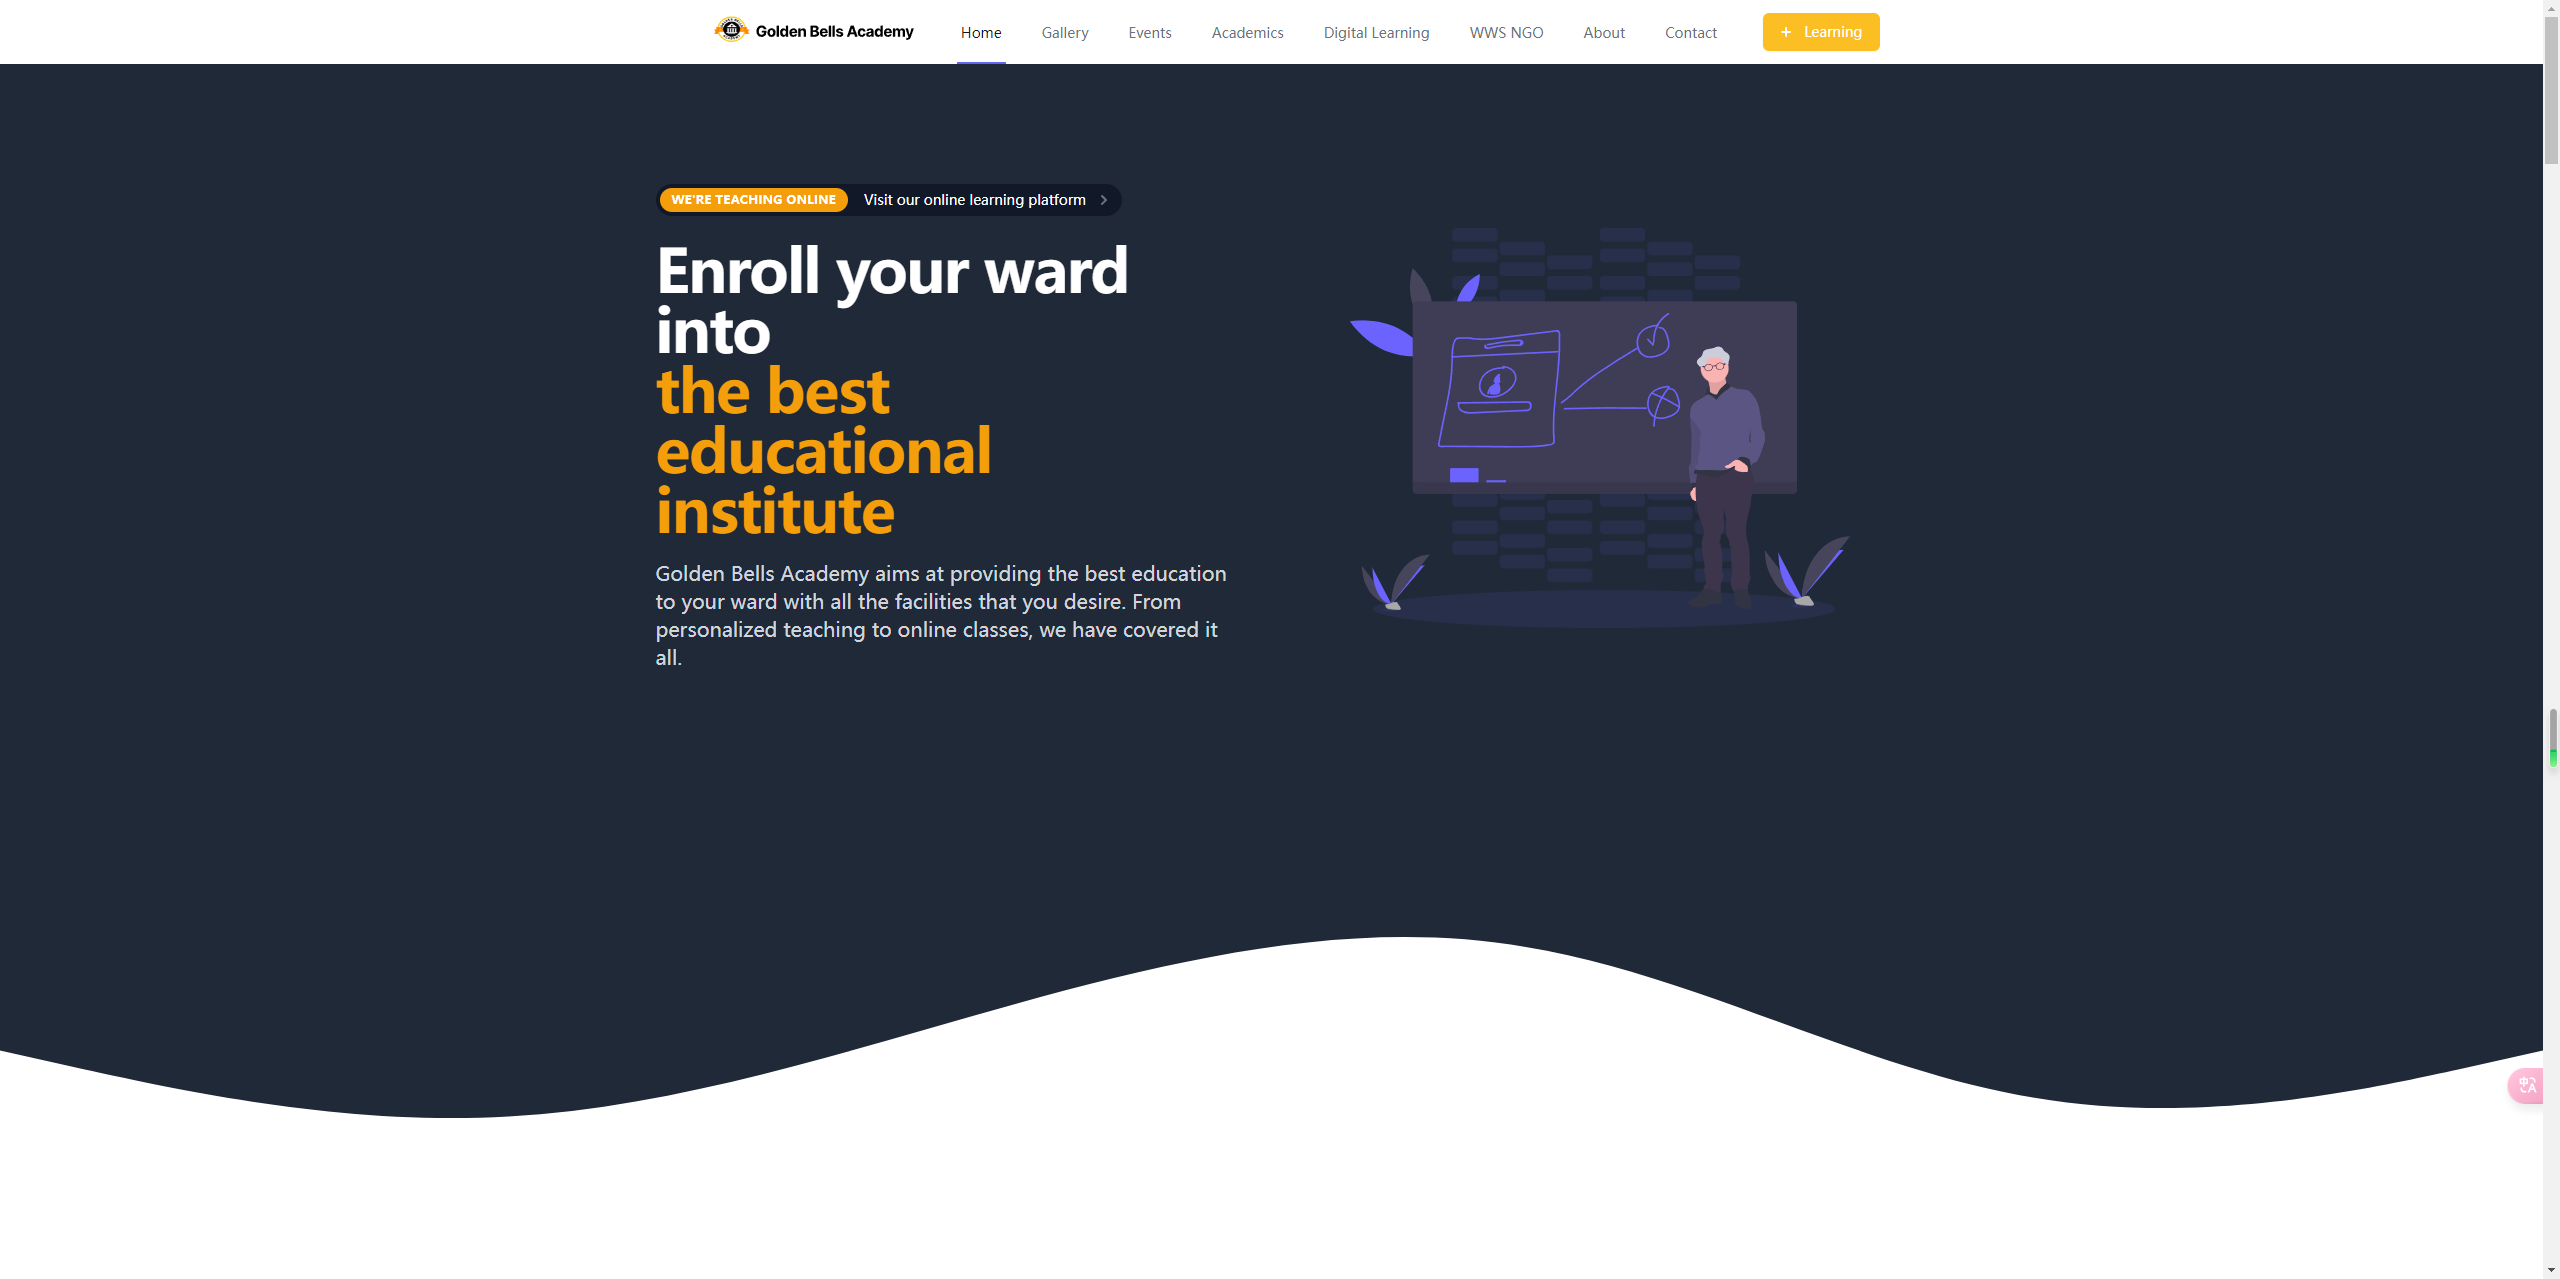 Golden Bells Academy
Home
Gallery
Events
Academics
Digital Learning
WWS NGO
About
Contact
+ Learning
WE'RE TEACHING ONLINE Visit our online learning platform
Enroll your ward
into
the best
educational
institute
Golden Bells Academy aims at providing the best education
to your ward with all the facilities that you desire. From
personalized teaching to online classes, we have covered it
all.